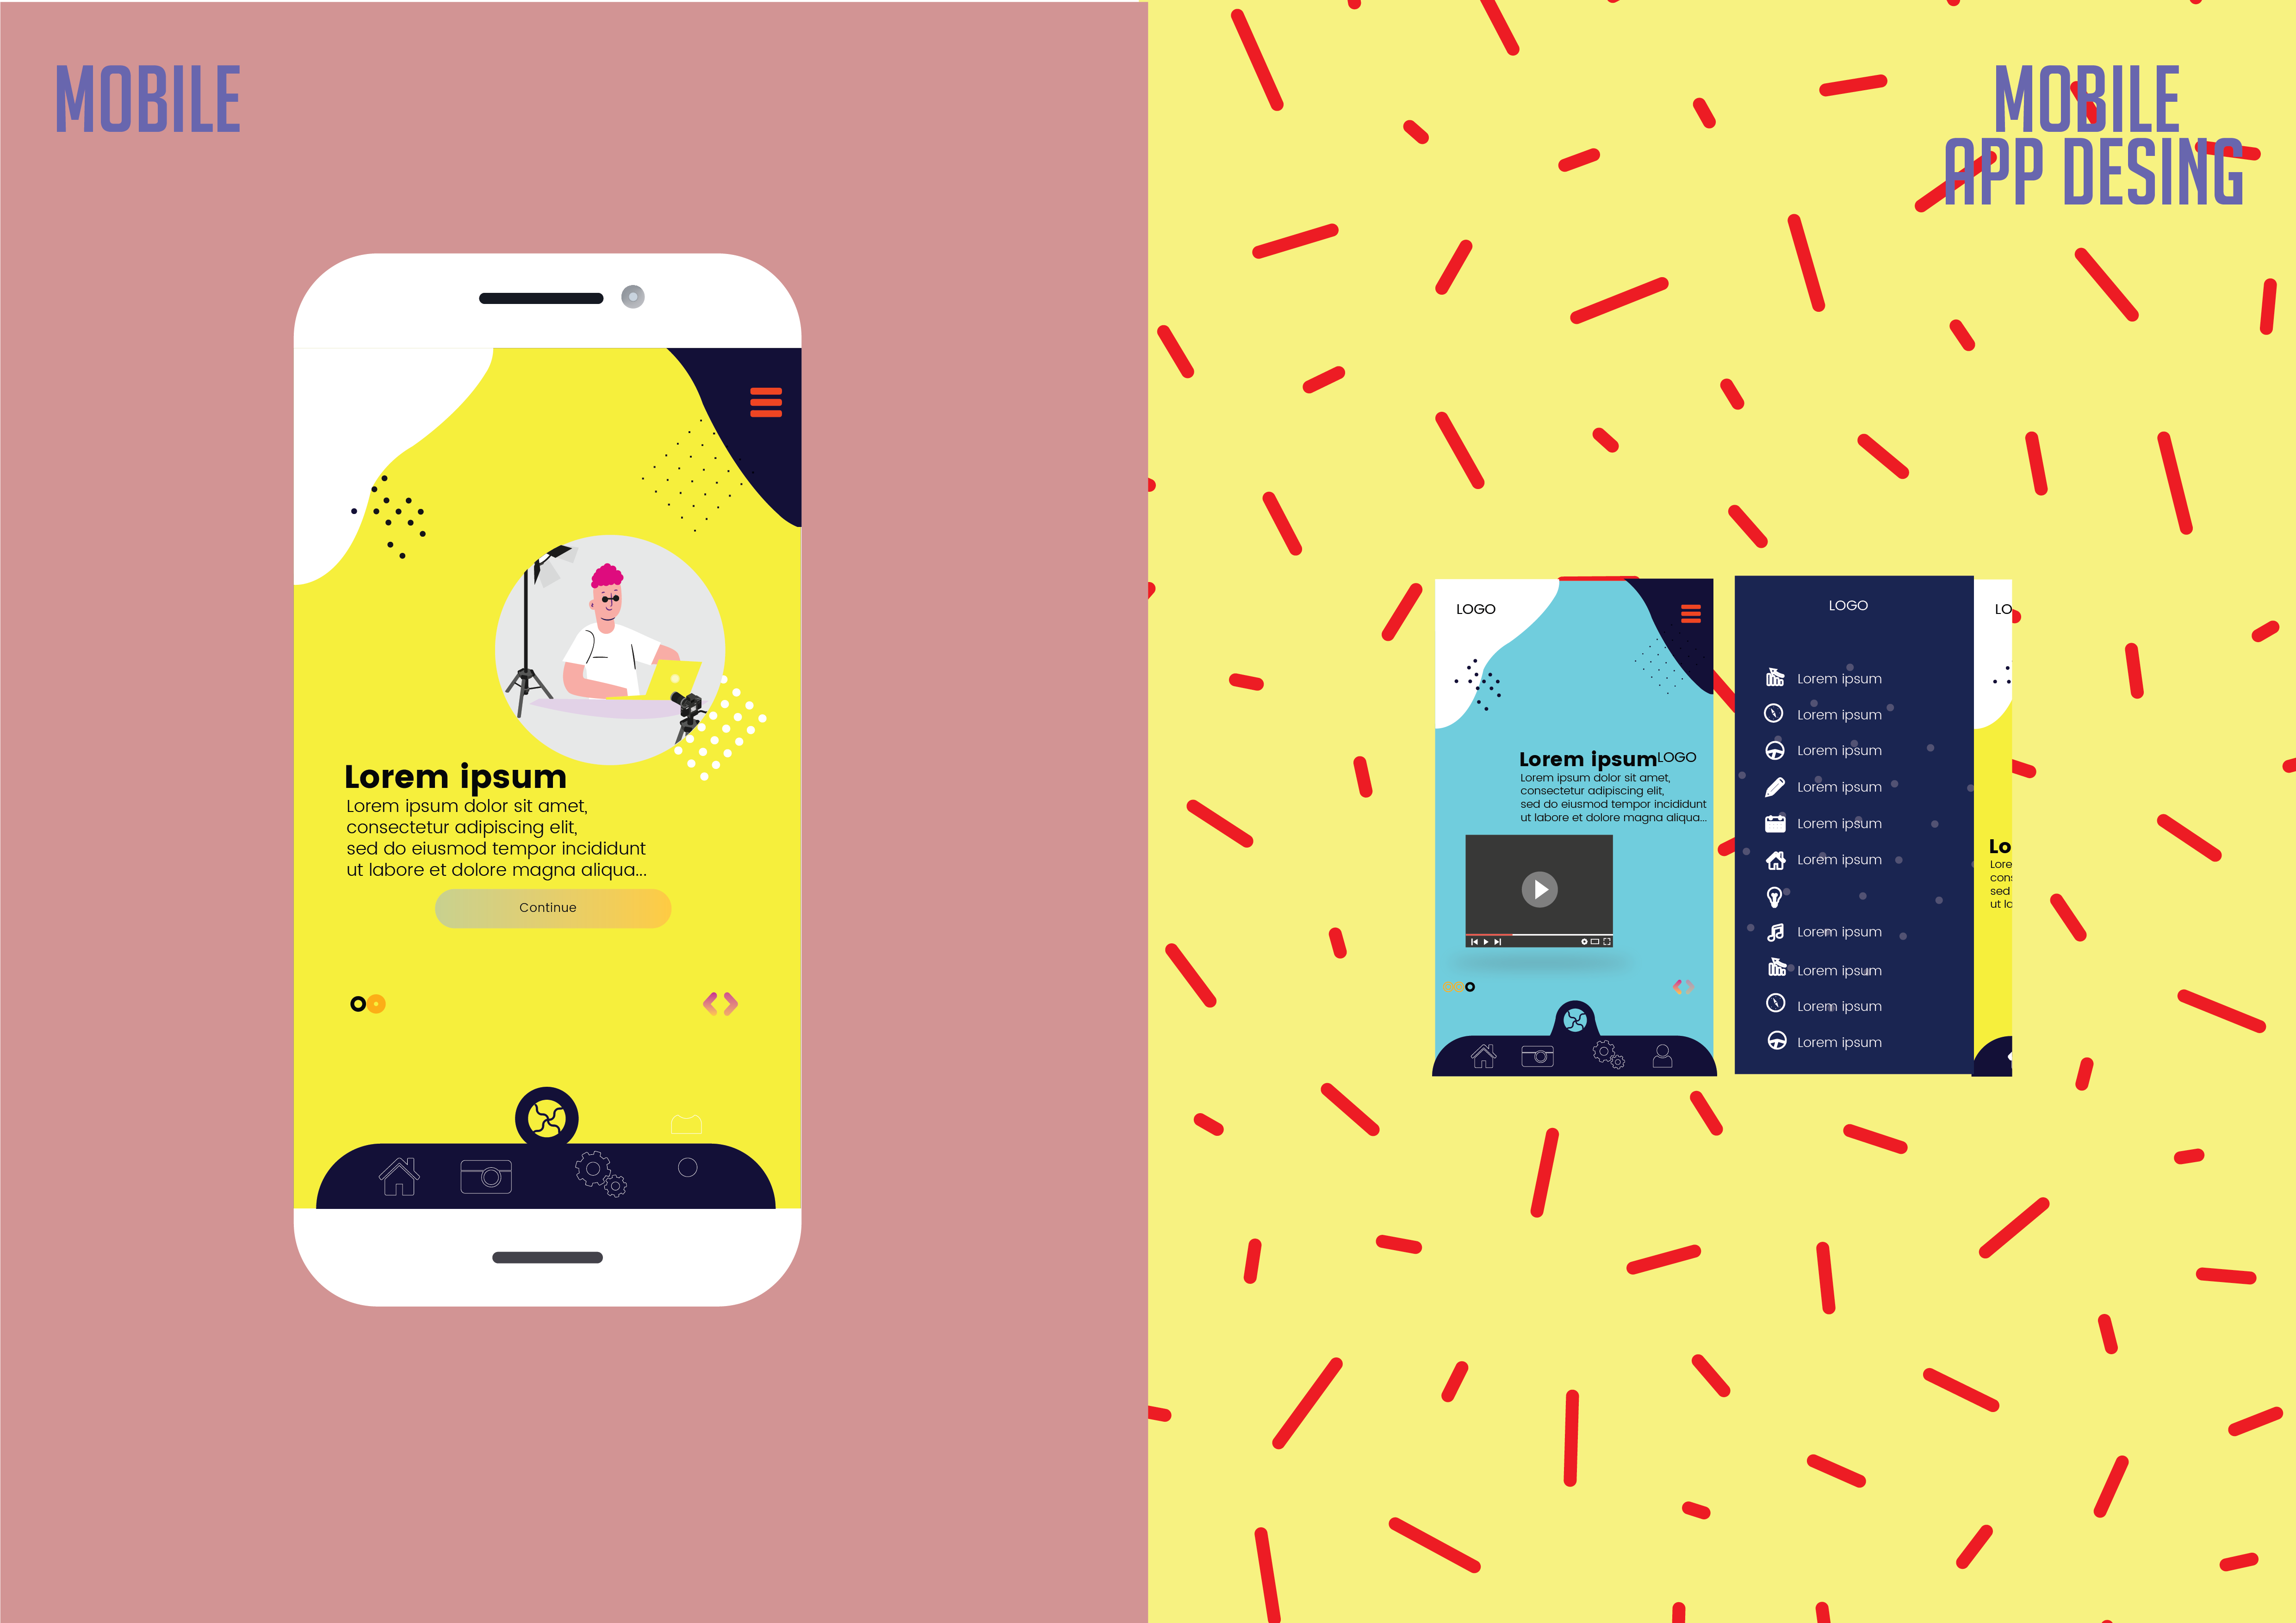 MOBILE
Lorem ipsum
Lorem ipsum dolor sit amet,
consectetur adipiscing elit,
sed do eiusmod tempor incididunt
ut labore et dolore magna aliqua...
Continue
MOBILE
APP DESING
LOGO
Lorem ipsumLOGO
Lorem ipsum dolor sit amet,
consectetur adipiscing elit,
sed do eiusmod tempor incididunt
ut labore et dolore magna aliqua...
LOGO
Lorem ipsum
Lorem ipsum
Lorem ipsum
Lorem ipsum
Lorem ipsum
Lorem ipsum
Lorem ipsum
Lorem ipsum
Lorem ipsum
Lorem ipsum
LO
Lo
Lore
cons
sed
ut lc